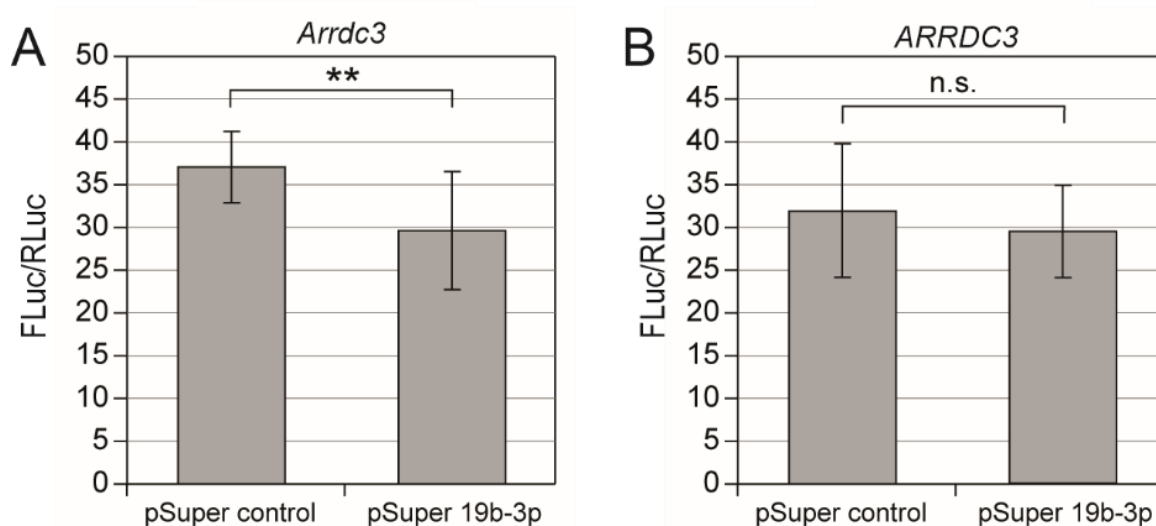 A
Arrdc3
50
45
40
35
30
25
20
15
10
5
0
FLuc/RLuc
**
pSuper control
pSuper 19b-3p
B
ARRDC3
50
45
40
35
30
25
20
15
10
5
0
FLuc/RLuc
n.s.
pSuper control
pSuper 19b-3p